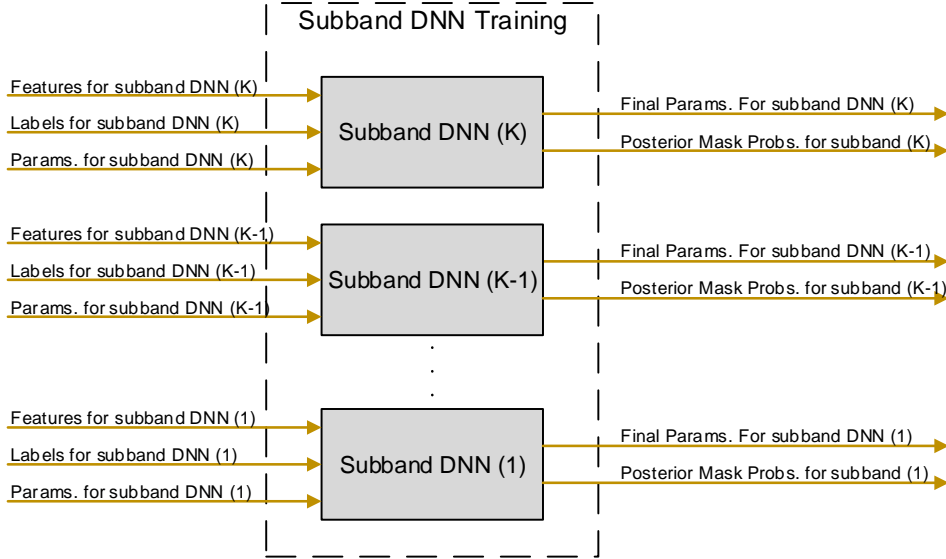 Subband DNN Training
Features for subband DNN (K)
Labels for subband DNN (K)
Params. for subband DNN (K)
Subband DNN (K)
Final Params. For subband DNN (K)
Posterior Mask Probs. for subband (K)
Features for subband DNN (K-1)
Labels for subband DNN (K-1)
Params. for subband DNN (K-1)
Subband DNN (K-1)
Final Params. For subband DNN (K-1)
Posterior Mask Probs. for subband (K-1)
Features for subband DNN (1)
Labels for subband DNN (1)
Params. for subband DNN (1)
Subband DNN (1)
Final Params. For subband DNN (1)
Posterior Mask Probs. for subband (1)